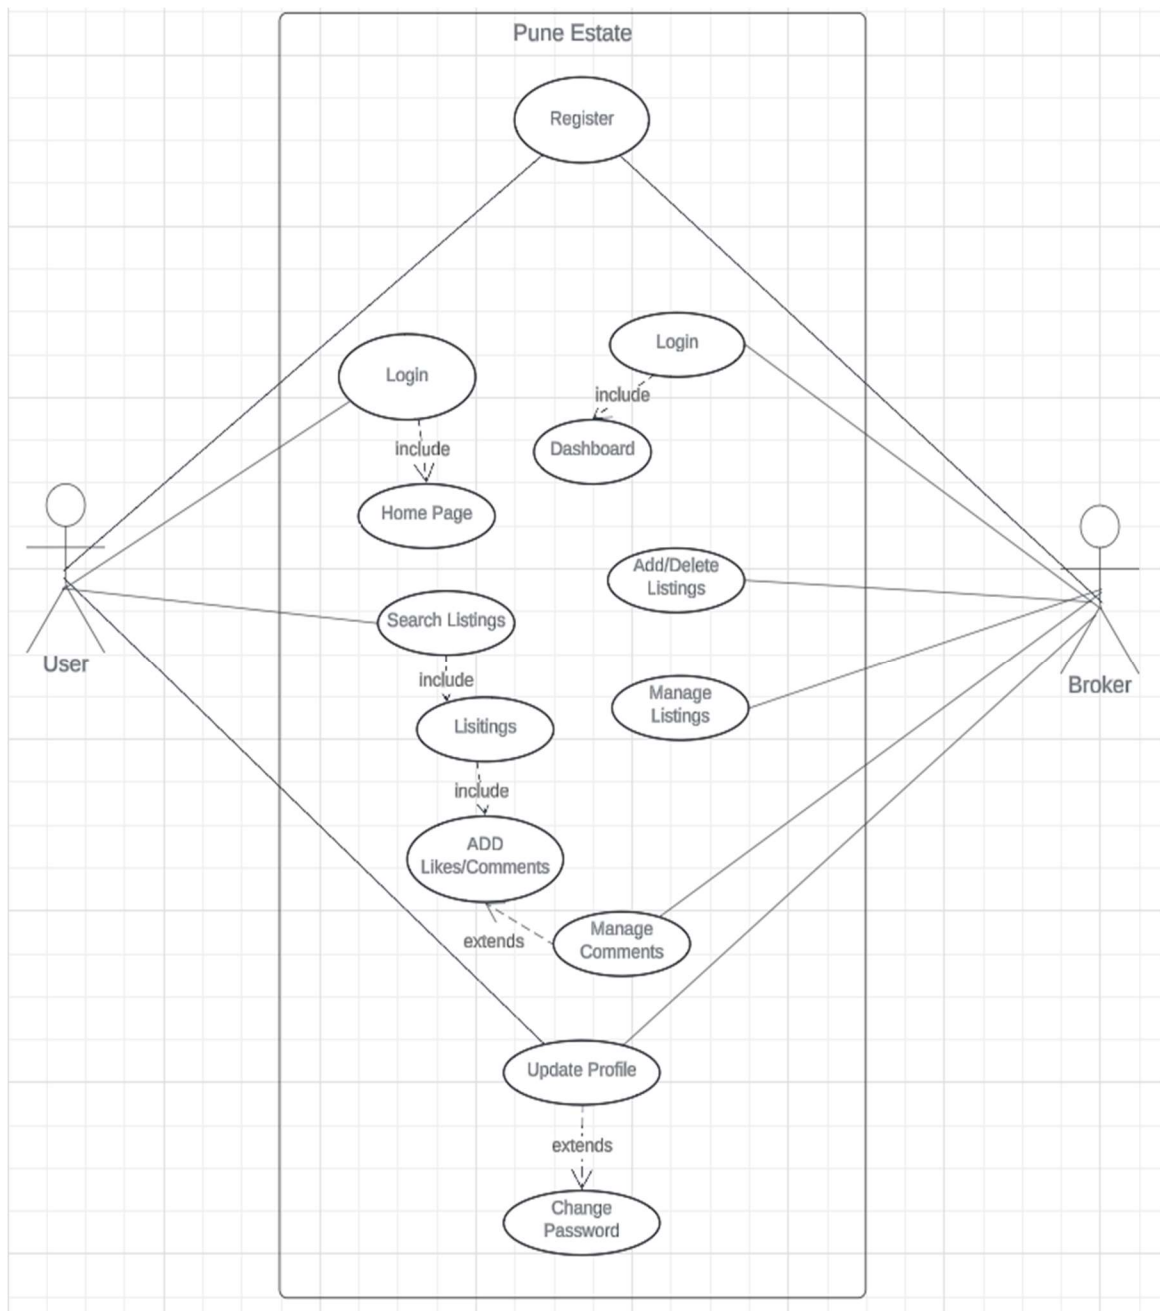 Pune Estate
Register
Login
include
Dashboard
Login
include
Home Page
Add/Delete
Listings
Search Listings
include
Lisitings
Manage
Listings
include
ADD
Likes/Comments
extends
Manage
Comments
Update Profile
extends
Change
Password
User
Broker